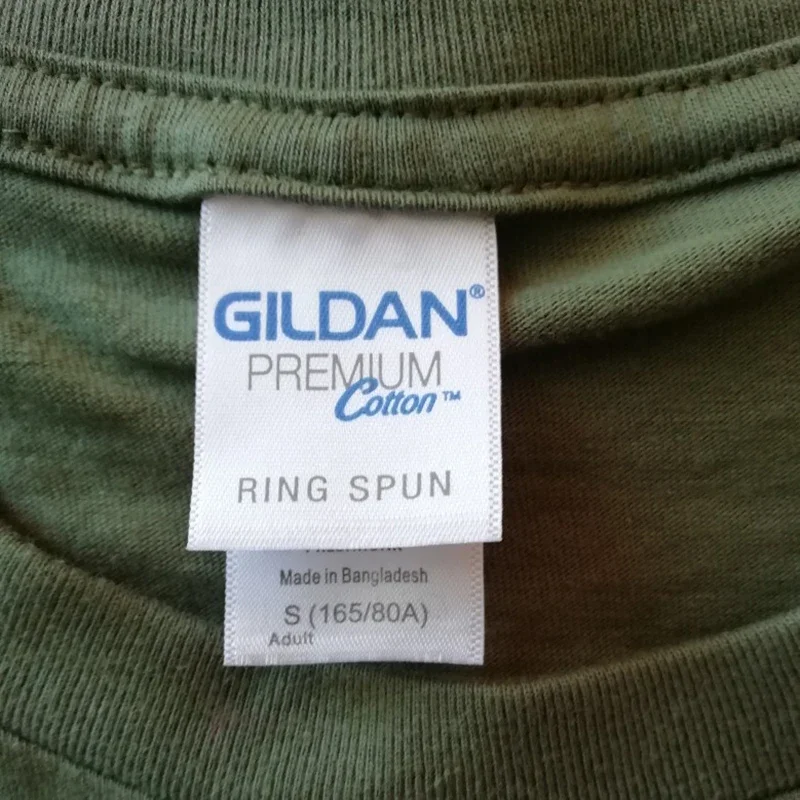 GILDAN®
PREMIUM
Cotton™
RING SPUN
Made in Bangladesh
S (165/80A)
Adult